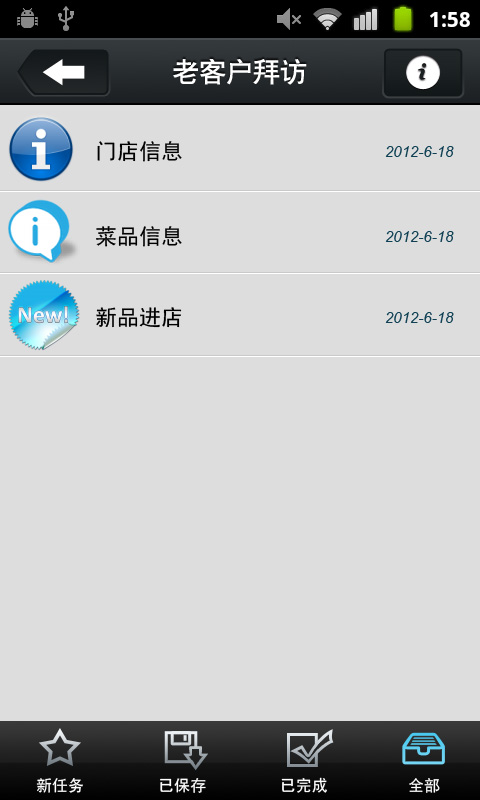 1:58
老客户拜访
门店信息 2012-6-18
菜品信息 2012-6-18
New! 新品进店 2012-6-18
新任务 已保存 已完成 全部